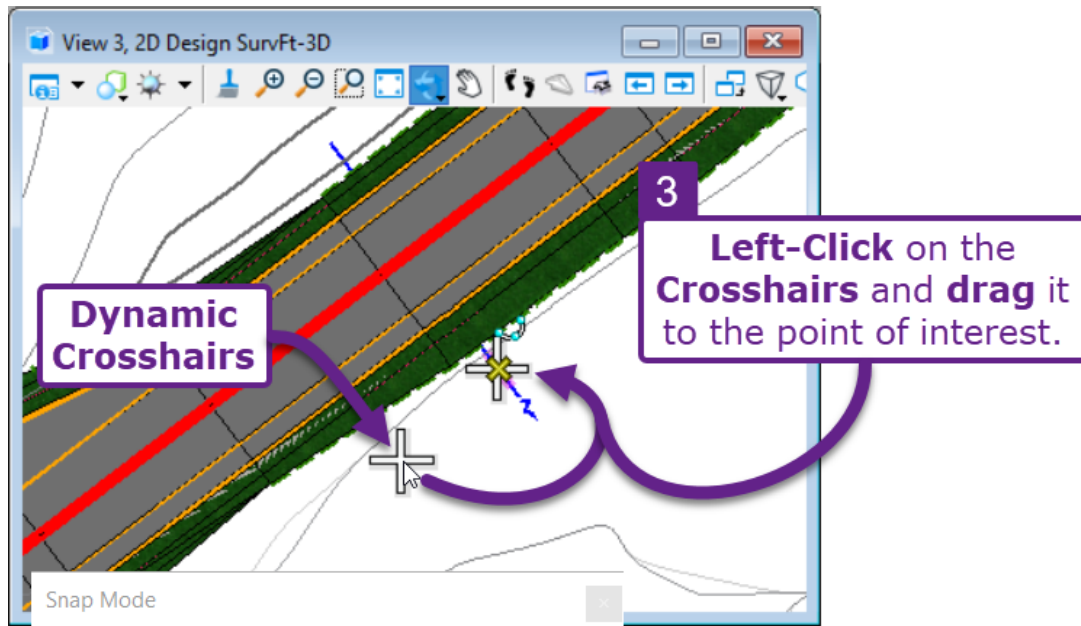 View 3, 2D Design SurvFt-3D
3
Left-Click on the
Crosshairs and drag it
to the point of interest.
Dynamic
Crosshairs
Snap Mode